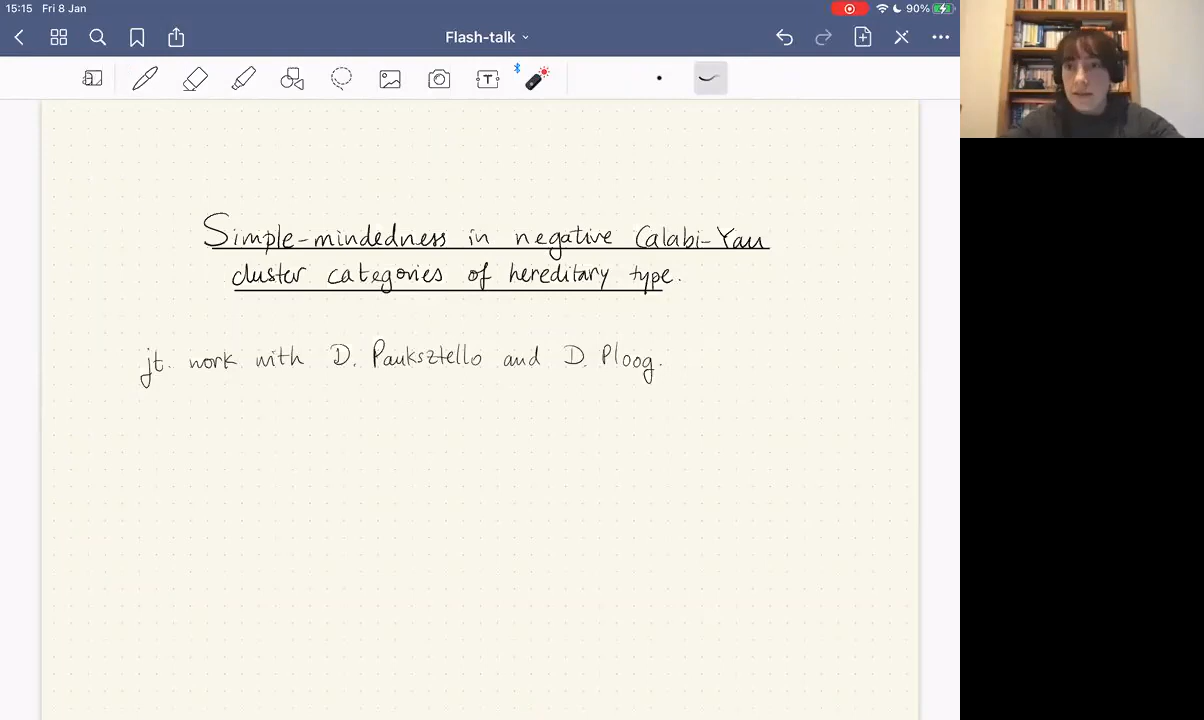 15:15 Fri 8 Jan 90%
Flash-talk
T
Simple-mindedness in negative Calabi-Yau
cluster categories of hereditary type.
jt. work with D. Pauksztello and D. Ploog.